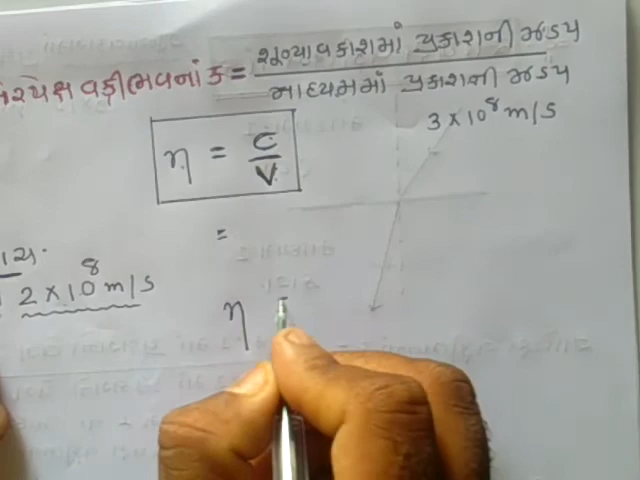 નિરપેક્ષ વક્રીભવનાંક = શૂન્યાવકાશમાં પ્રકાશની ઝડપ
માધ્યમમાં પ્રકાશની ઝડપ
3 × 10⁸ m/s
η = C/V
=
2 × 10⁸ m/s
η =